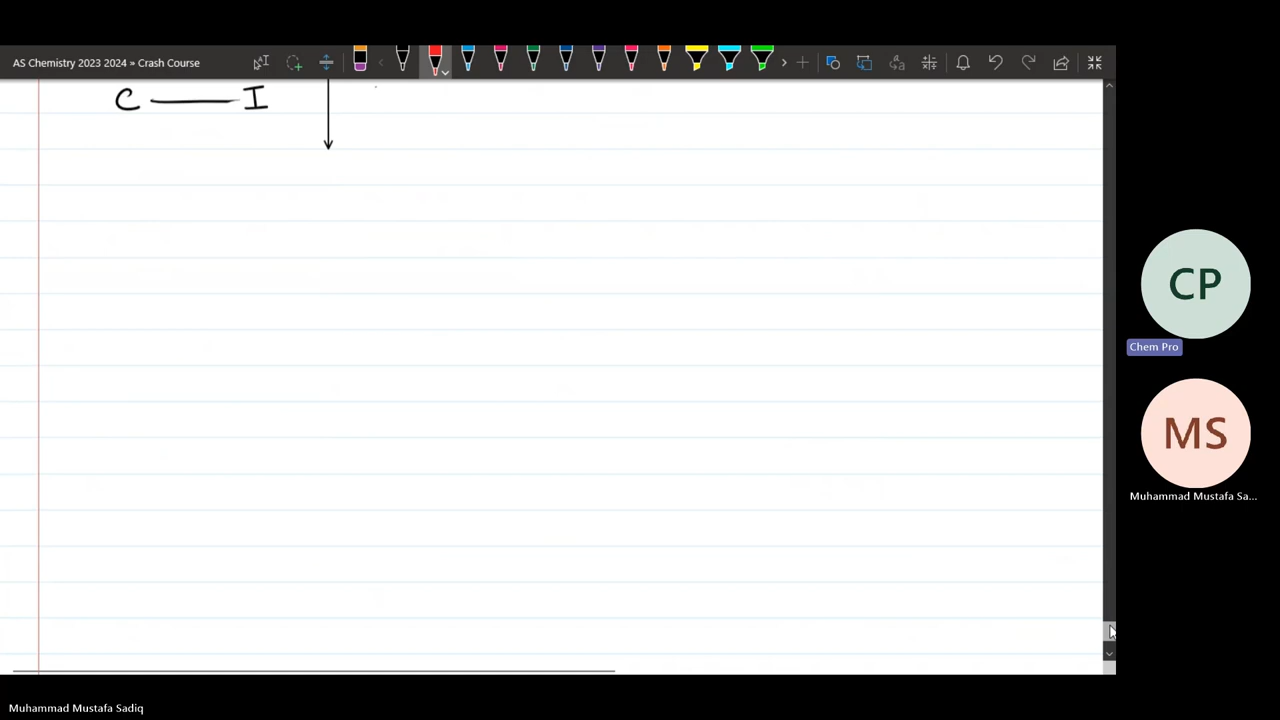 AS Chemistry 2023 2024 » Crash Course
C — I
CP
Chem Pro
MS
Muhammad Mustafa Sa...
Muhammad Mustafa Sadiq